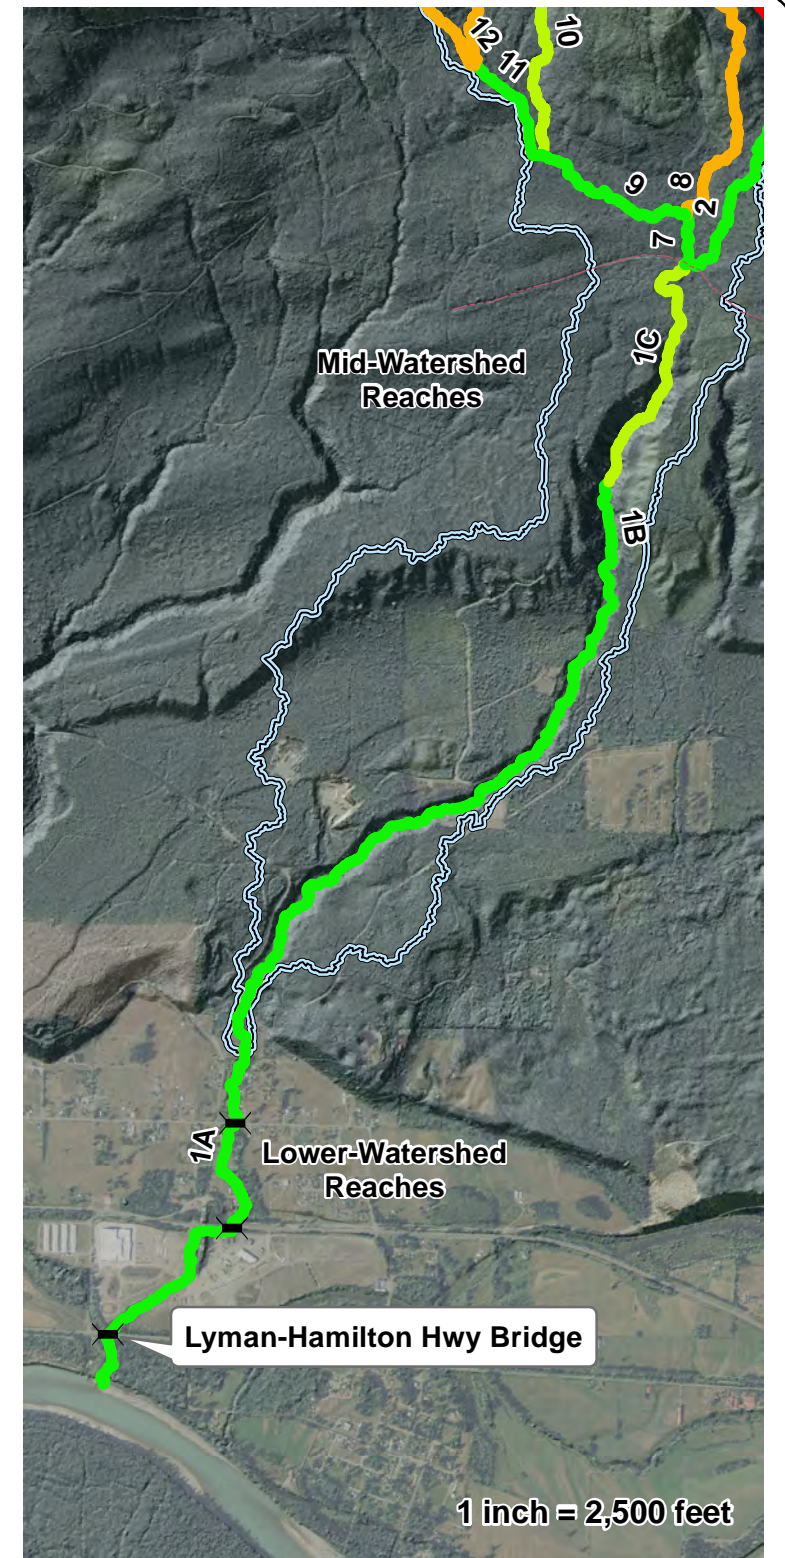 12
11
10
9
8
2
7
1C
Mid-Watershed
Reaches
1B
1A
Lower-Watershed
Reaches
Lyman-Hamilton Hwy Bridge
1 inch = 2,500 feet